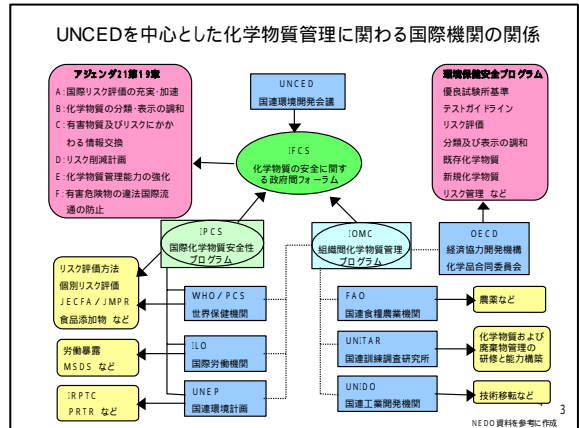 UNCEDを中心とした化学物質管理に関わる国際機関の関係
アジェンダ21第19章
A:国際リスク評価の充実・加速
B:化学物質の分類・表示の調和
C:有害物質及びリスクにかか
わる情報交換
D:リスク削減計画
E:化学物質管理能力の強化
F:有害危険物の違法国際流
通の防止
UNCED
国連環境開発会議
環境保健安全プログラム
優良試験所基準
テストガイドライン
リスク評価
分類及び表示の調和
既存化学物質
新規化学物質
リスク管理 など
IFCS
化学物質の安全に関す
る政府間フォーラム
IPCS
国際化学物質安全性
プログラム
IOMC
組織間化学物質管理
プログラム
OECD
経済協力開発機構
化学品合同委員会
リスク評価方法
個別リスク評価
JECFA/JMPR
食品添加物 など
WHO/PCS
世界保健機関
FAO
国連食糧農業機関
農薬など
労働暴露
MSDS など
ILO
国際労働機関
UNITAR
国連訓練調査研究所
化学物質および
廃棄物管理の
研修と能力構築
IRPTC
PRTR など
UNEP
国連環境計画
UNIDO
国連工業開発機関
技術移転など
3
NEDO資料を参考に作成